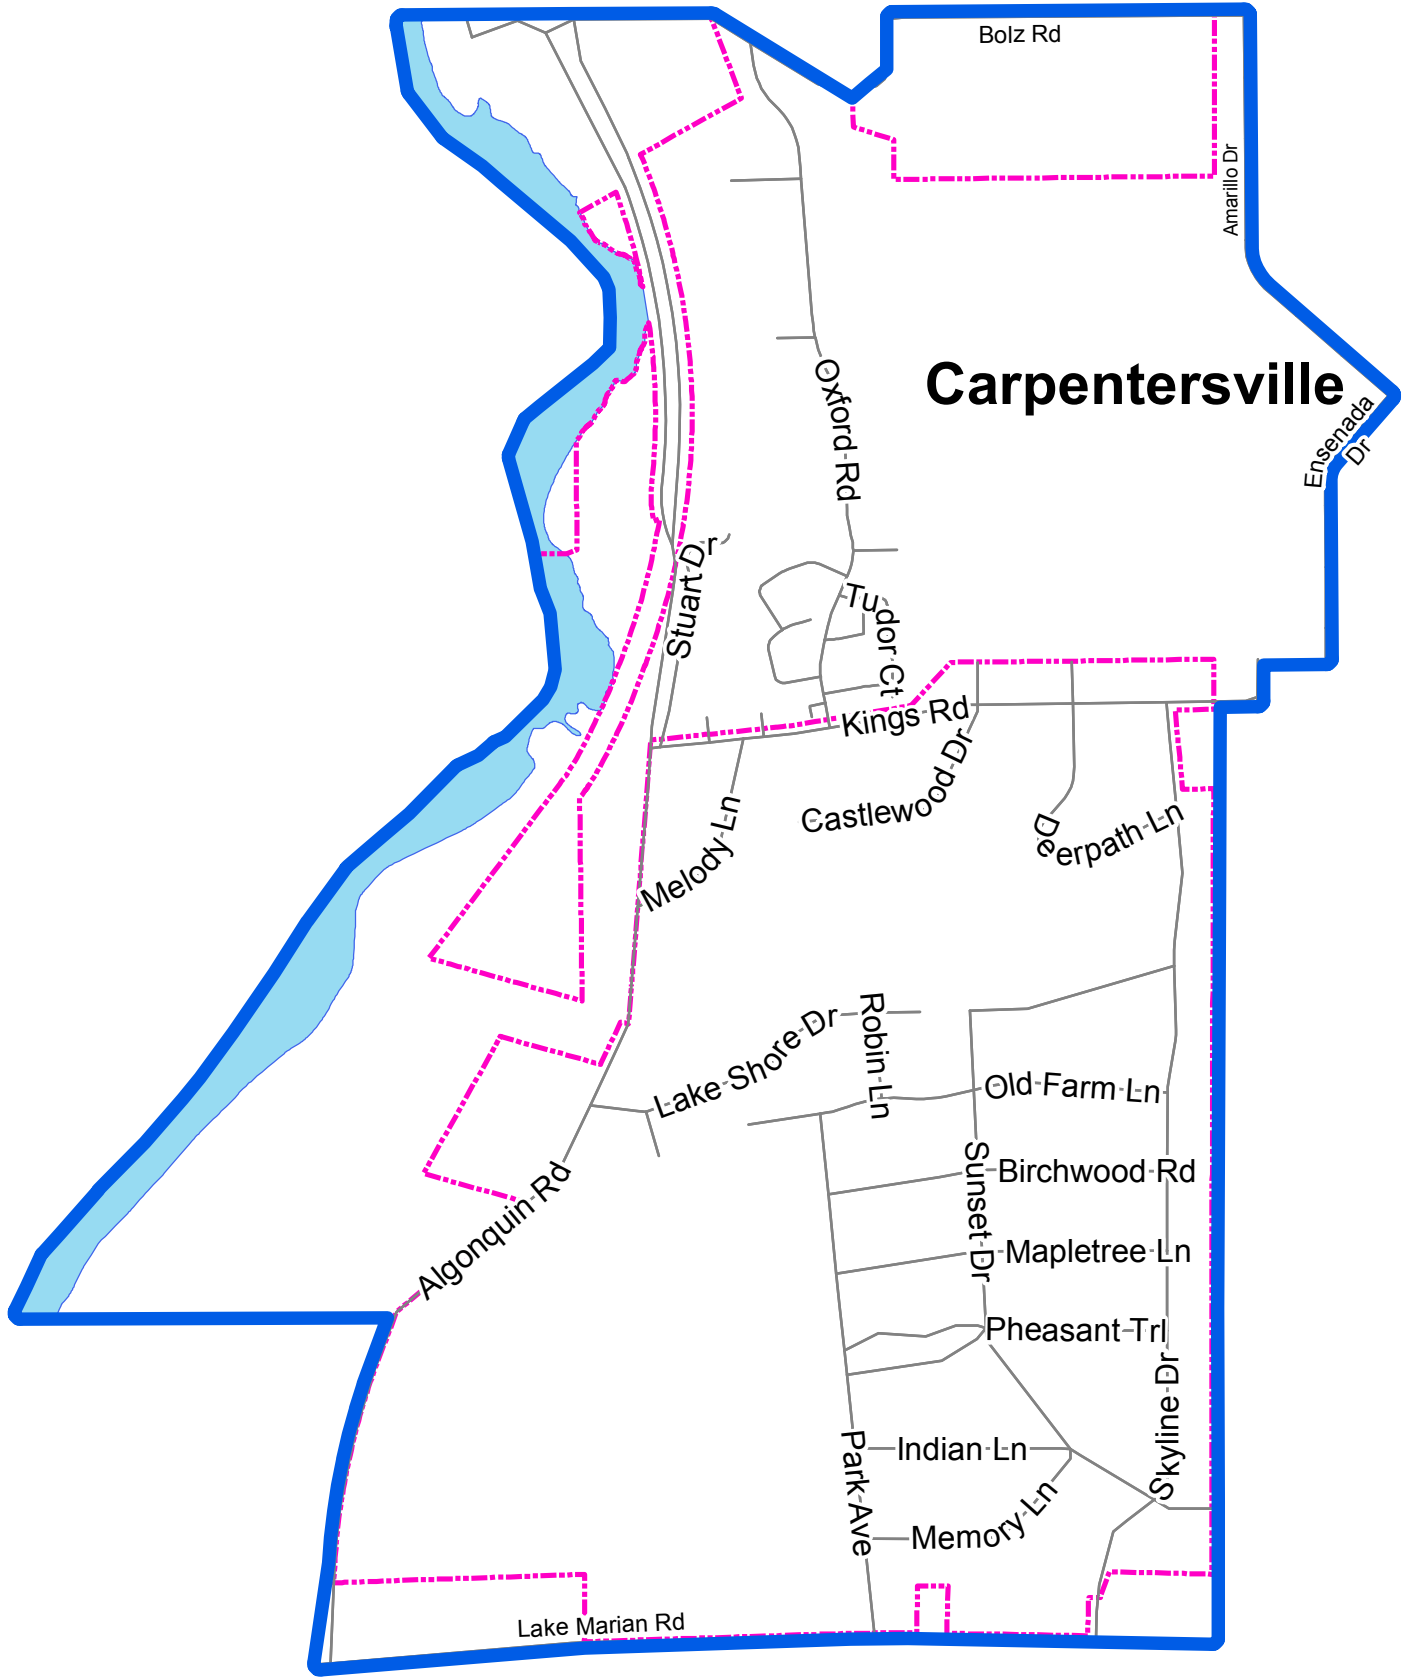 Bolz Rd
Amarillo Dr
Carpentersville
Oxford Rd
Ensenada
Dr
Stuart Dr
Tudor Ct
Kings Rd
Castlewood Dr
Melody Ln
Deerpath Ln
Robin Ln
Lake Shore Dr
Old Farm Ln
Sunset Dr
Birchwood Rd
Algonquin Rd
Mapletree Ln
Pheasant Trl
Skyline Dr
Park Ave
Indian Ln
Memory Ln
Lake Marian Rd